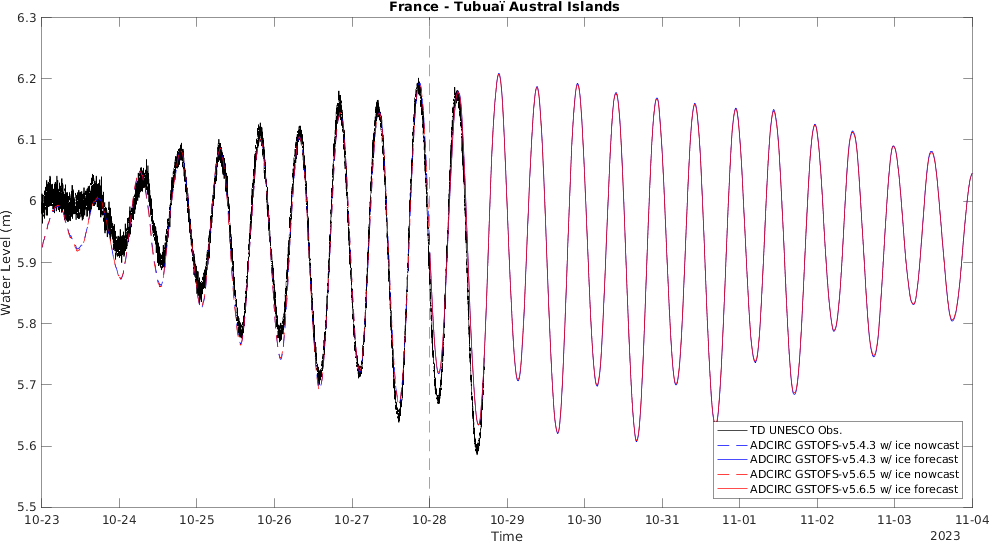 France - Tubuaï Austral Islands
6.3
6.2
6.1
6
5.9
5.8
5.7
5.6
5.5
Water Level (m)
TD UNESCO Obs.
ADCIRC GSTOFS-v5.4.3 w/ ice nowcast
ADCIRC GSTOFS-v5.4.3 w/ ice forecast
ADCIRC GSTOFS-v5.6.5 w/ ice nowcast
ADCIRC GSTOFS-v5.6.5 w/ ice forecast
10-23 10-24 10-25 10-26 10-27 10-28 10-29 10-30 10-31 11-01 11-02 11-03 11-04
Time
2023